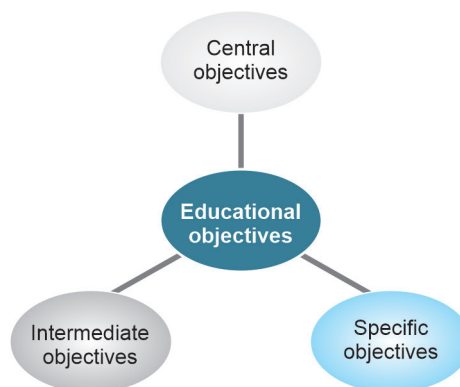 Central
objectives
Educational
objectives
Intermediate
objectives
Specific
objectives